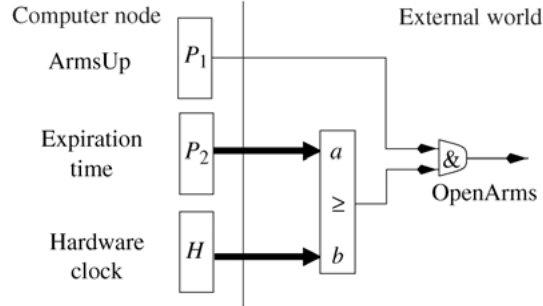 Computer node
External world
ArmsUp
P1
Expiration
time
P2
a
≥
b
&
OpenArms
Hardware
clock
H